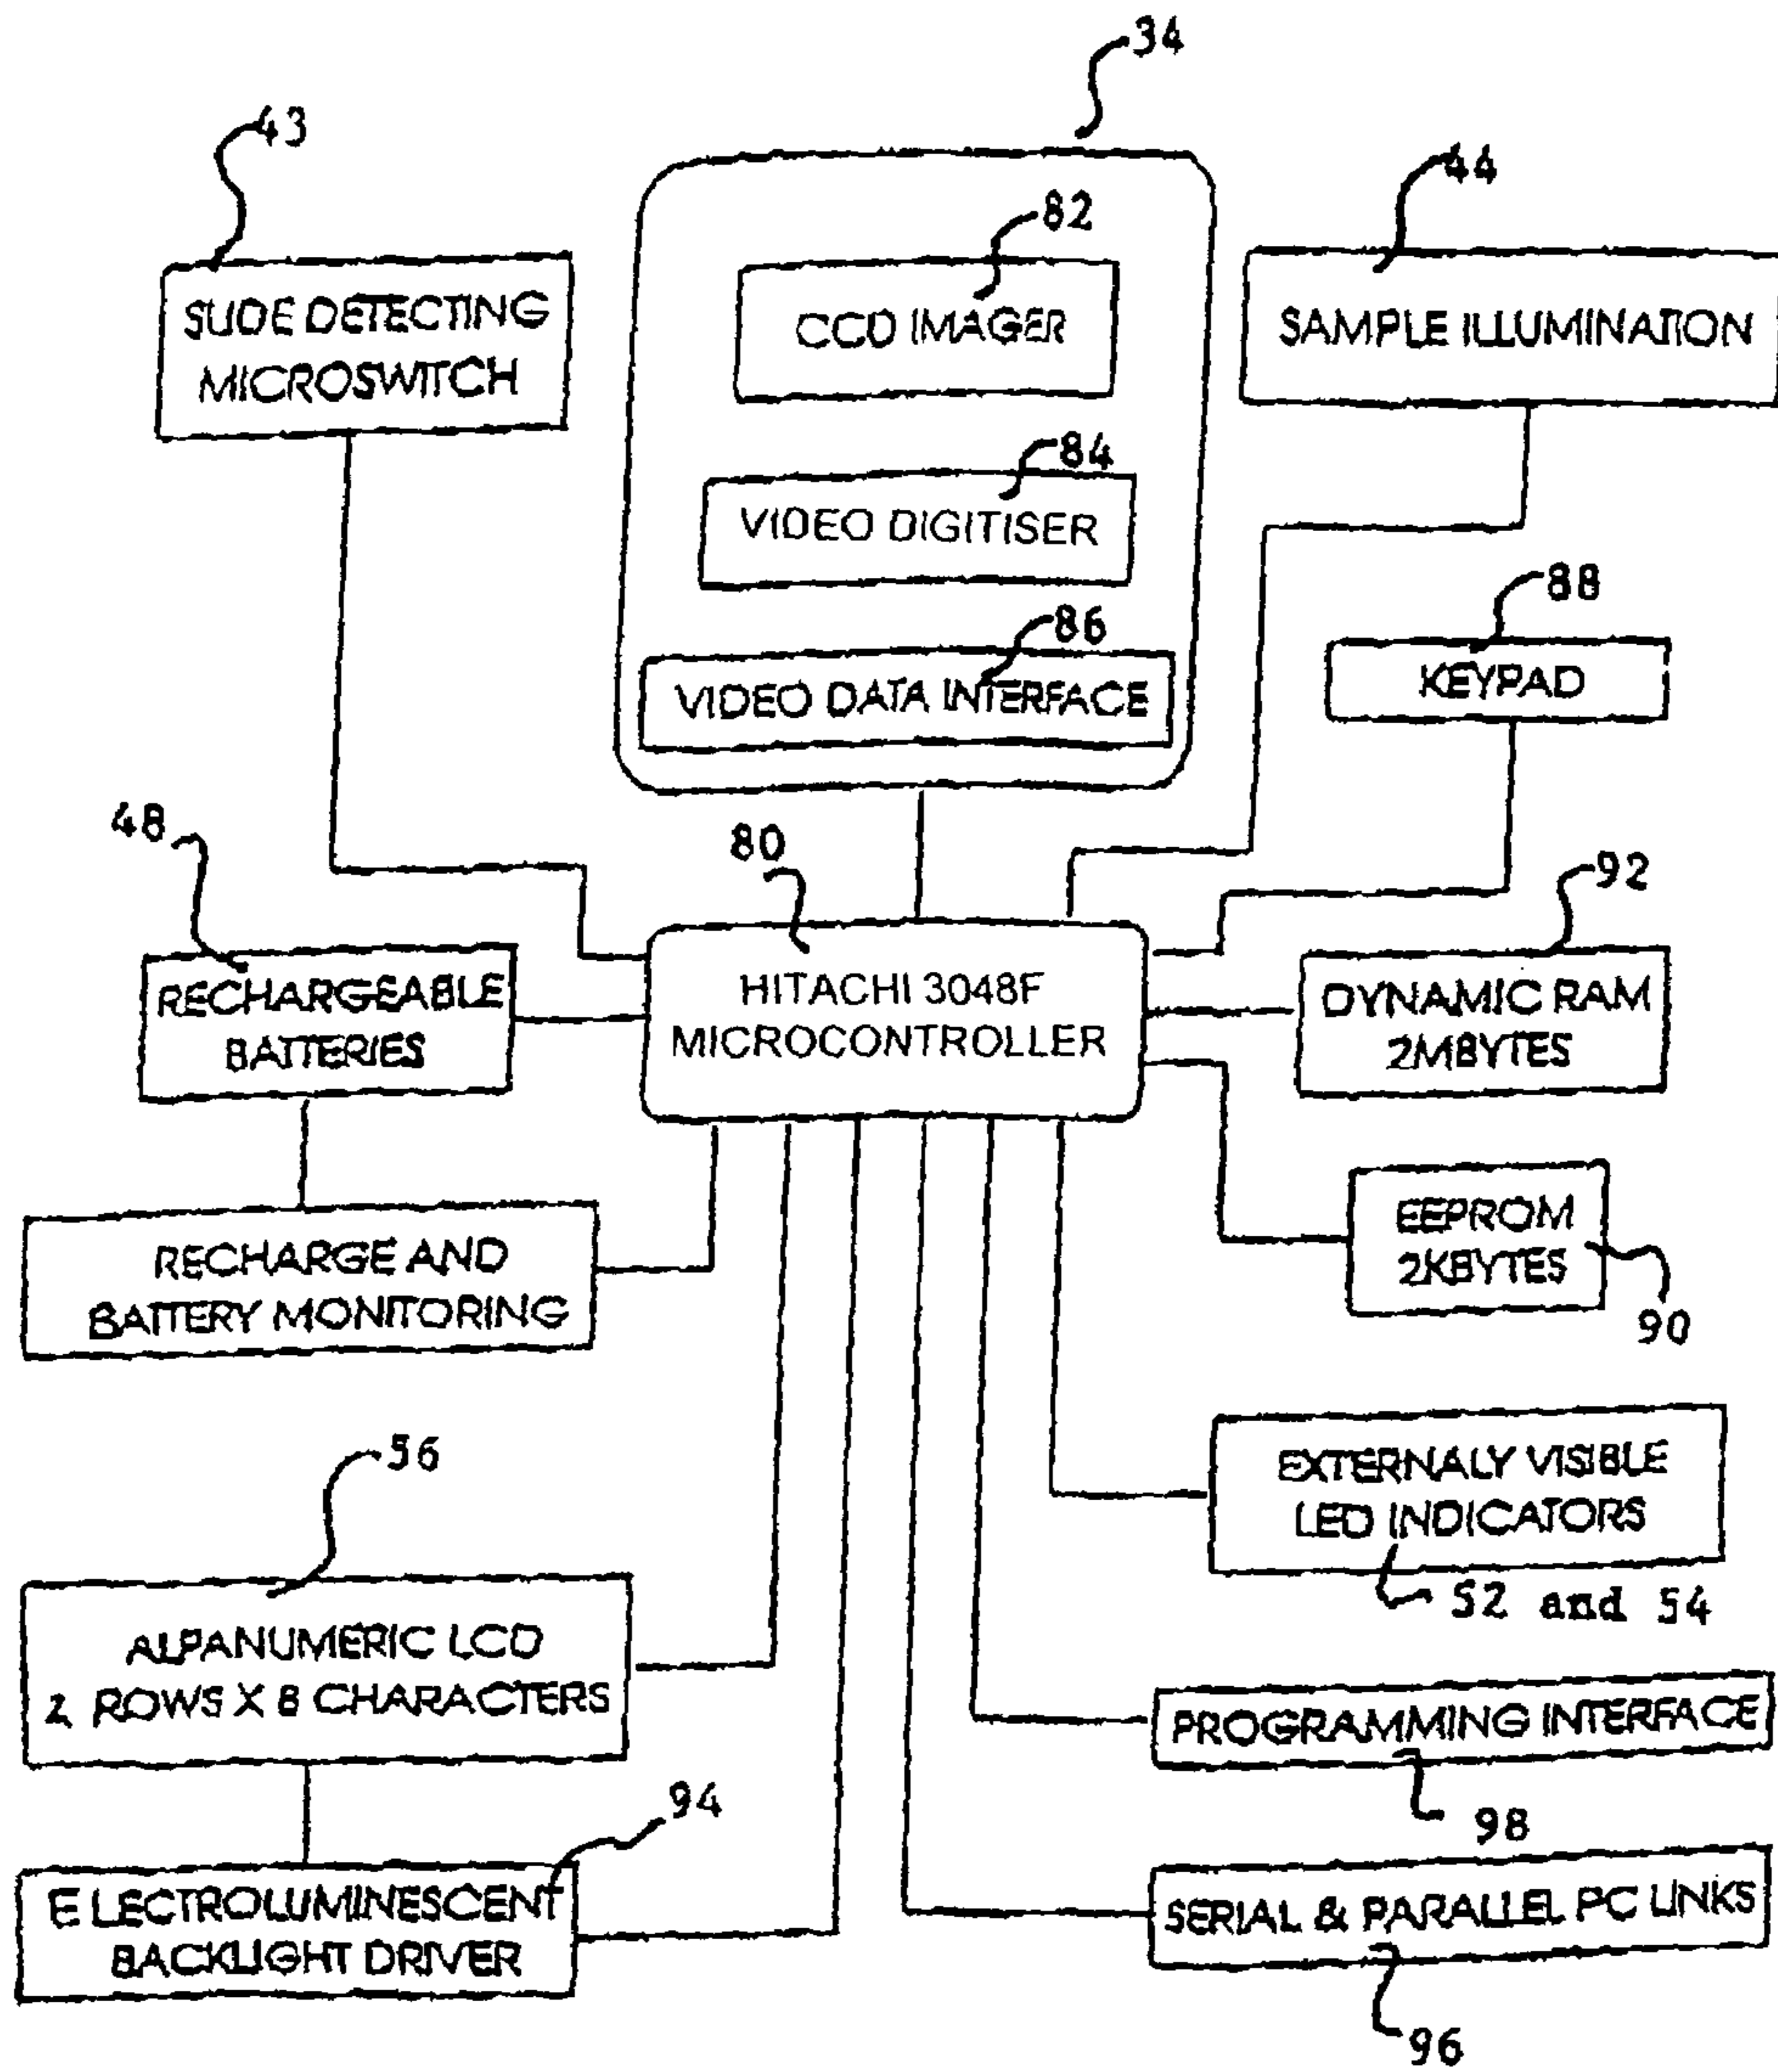 34
43
44
82
SLIDE DETECTING
MICROSWITCH
CCD IMAGER
SAMPLE ILLUMINATION
84
VIDEO DIGITISER
88
86
KEYPAD
VIDEO DATA INTERFACE
48
80
92
RECHARGEABLE
BATTERIES
HITACHI 3048F
MICROCONTROLLER
DYNAMIC RAM
2MBYTES
RECHARGE AND
BATTERY MONITORING
EEPROM
2KBYTES
90
56
EXTERNALY VISIBLE
LED INDICATORS
52 and 54
ALPANUMERIC LCD
2 ROWS X 8 CHARACTERS
PROGRAMMING INTERFACE
94
98
ELECTROLUMINESCENT
BACKLIGHT DRIVER
SERIAL & PARALLEL PC LINKS
96